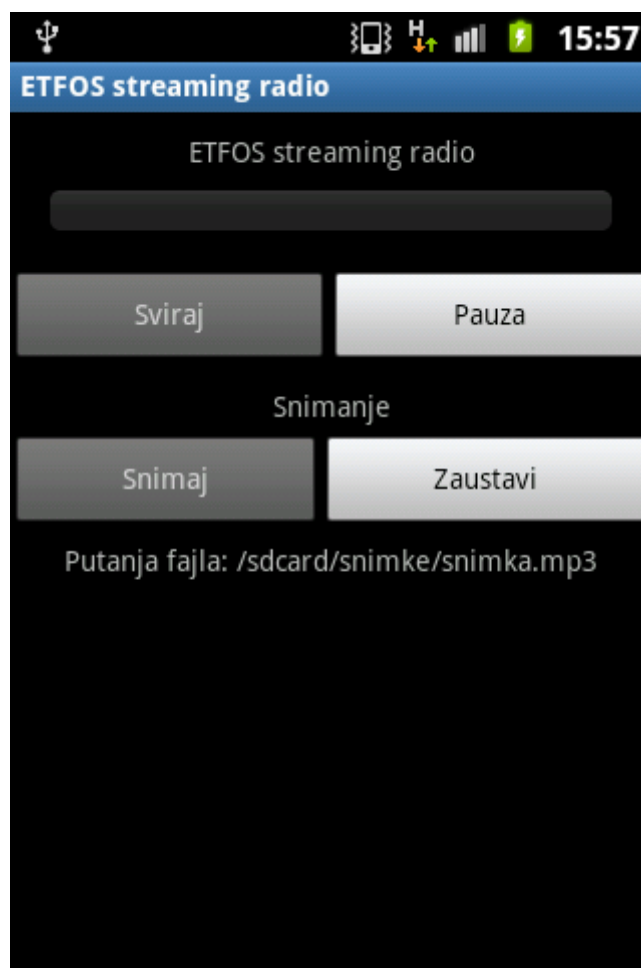 H 15:57
ETFOS streaming radio
ETFOS streaming radio
Sviraj Pauza
Snimanje
Snimaj Zaustavi
Putanja fajla: /sdcard/snimke/snimka.mp3